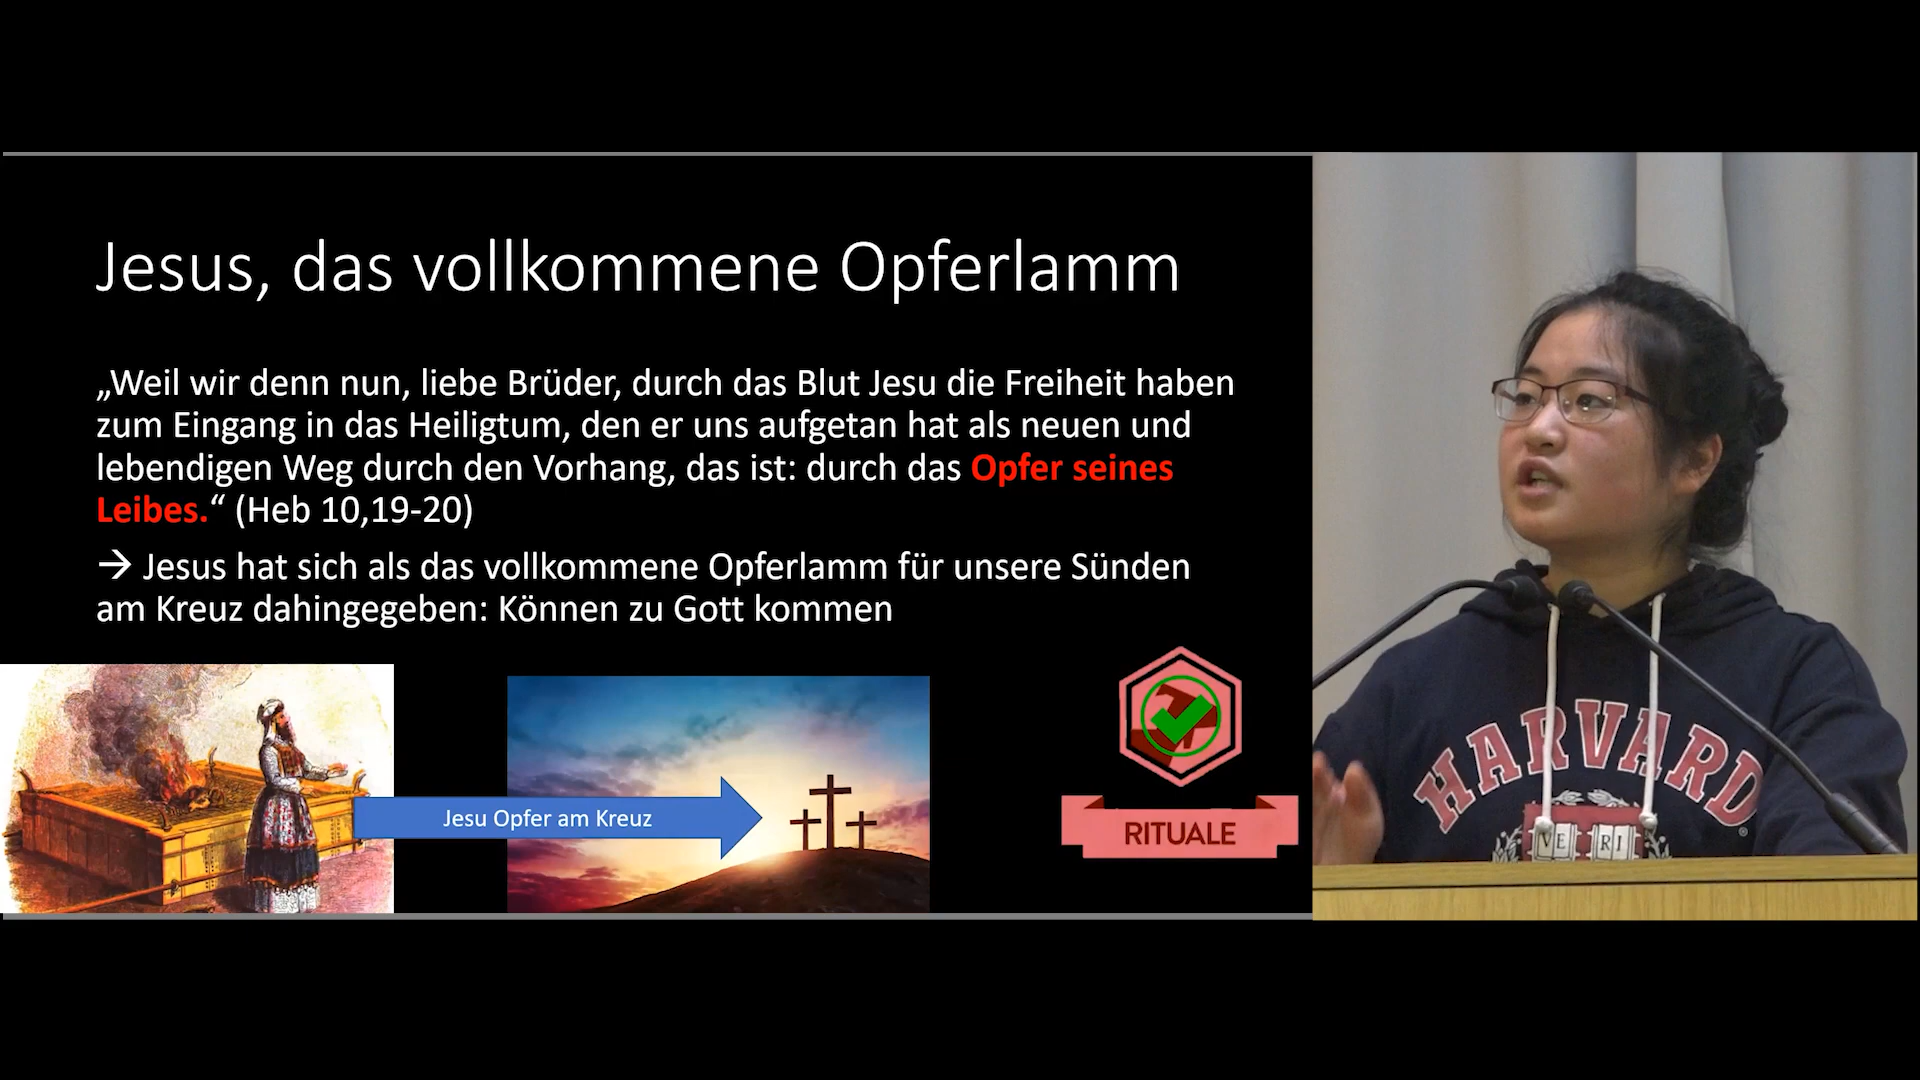 Jesus, das vollkommene Opferlamm
„Weil wir denn nun, liebe Brüder, durch das Blut Jesu die Freiheit haben
zum Eingang in das Heiligtum, den er uns aufgetan hat als neuen und
lebendigen Weg durch den Vorhang, das ist: durch das Opfer seines
Leibes.“ (Heb 10,19-20)
→ Jesus hat sich als das vollkommene Opferlamm für unsere Sünden
am Kreuz dahingegeben: Können zu Gott kommen
Jesu Opfer am Kreuz
RITUALE
HARVARD
VE RI